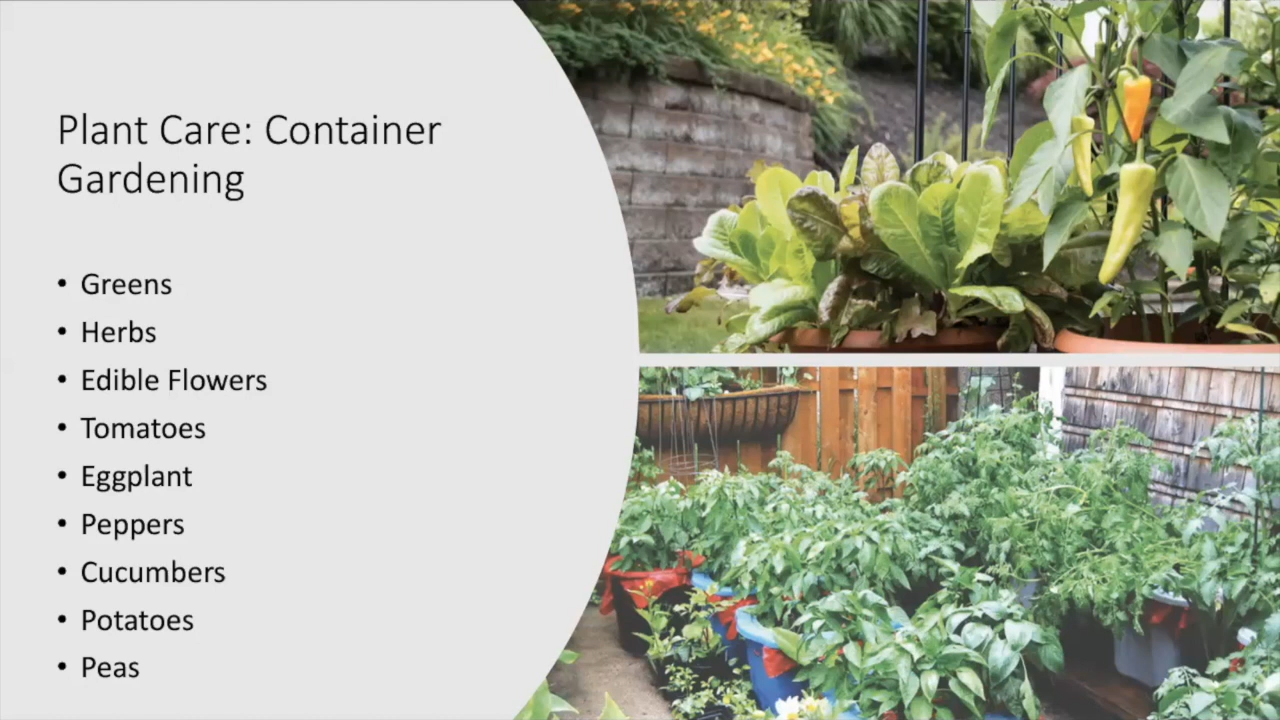 Plant Care: Container
Gardening
• Greens
• Herbs
• Edible Flowers
• Tomatoes
• Eggplant
• Peppers
• Cucumbers
• Potatoes
• Peas